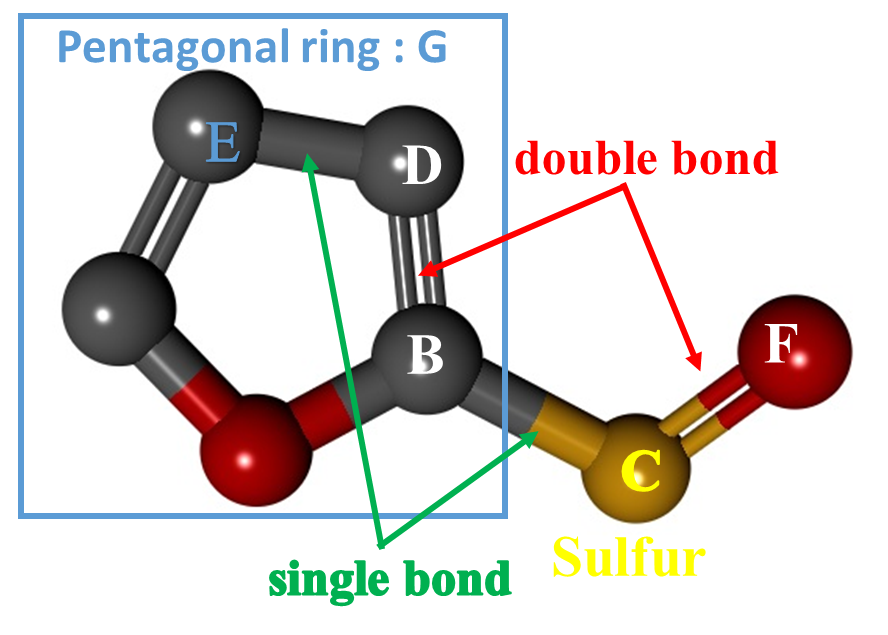 Pentagonal ring : G
E
D
double bond
B
F
C
Sulfur
single bond